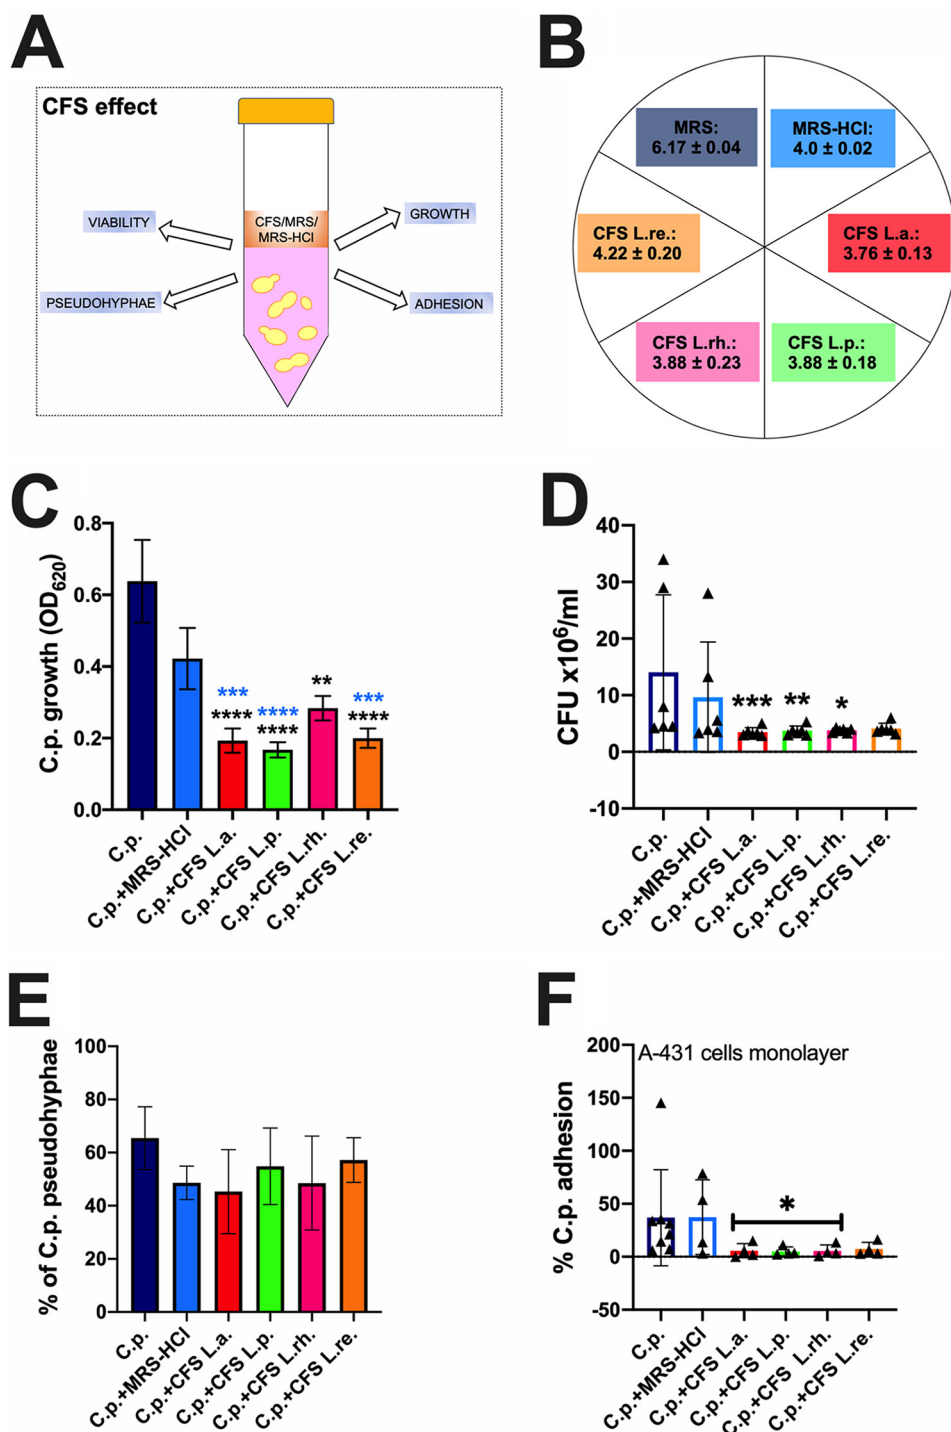 A
CFS effect
CFS/MRS/
MRS-HCl
VIABILITY
GROWTH
PSEUDOHYPHAE
ADHESION
B
MRS:
6.17 ± 0.04
MRS-HCl:
4.0 ± 0.02
CFS L.re.:
4.22 ± 0.20
CFS L.a.:
3.76 ± 0.13
CFS L.rh.:
3.88 ± 0.23
CFS L.p.:
3.88 ± 0.18
C
C.p. growth (OD620)
0.8
0.6
0.4
0.2
0.0
***
****
****
****
**
***
****
C.p.
C.p.+MRS-HCl
C.p.+CFS L.a.
C.p.+CFS L.p.
C.p.+CFS L.rh.
C.p.+CFS L.re.
D
CFU x10⁶/ml
40
30
20
10
0
-10
***
**
*
C.p.
C.p.+MRS-HCl
C.p.+CFS L.a.
C.p.+CFS L.p.
C.p.+CFS L.rh.
C.p.+CFS L.re.
E
% of C.p. pseudohyphae
100
80
60
40
20
0
C.p.
C.p.+MRS-HCl
C.p.+CFS L.a.
C.p.+CFS L.p.
C.p.+CFS L.rh.
C.p.+CFS L.re.
F
A-431 cells monolayer
% C.p. adhesion
200
150
100
50
0
-50
*
C.p.
C.p.+MRS-HCl
C.p.+CFS L.a.
C.p.+CFS L.p.
C.p.+CFS L.rh.
C.p.+CFS L.re.